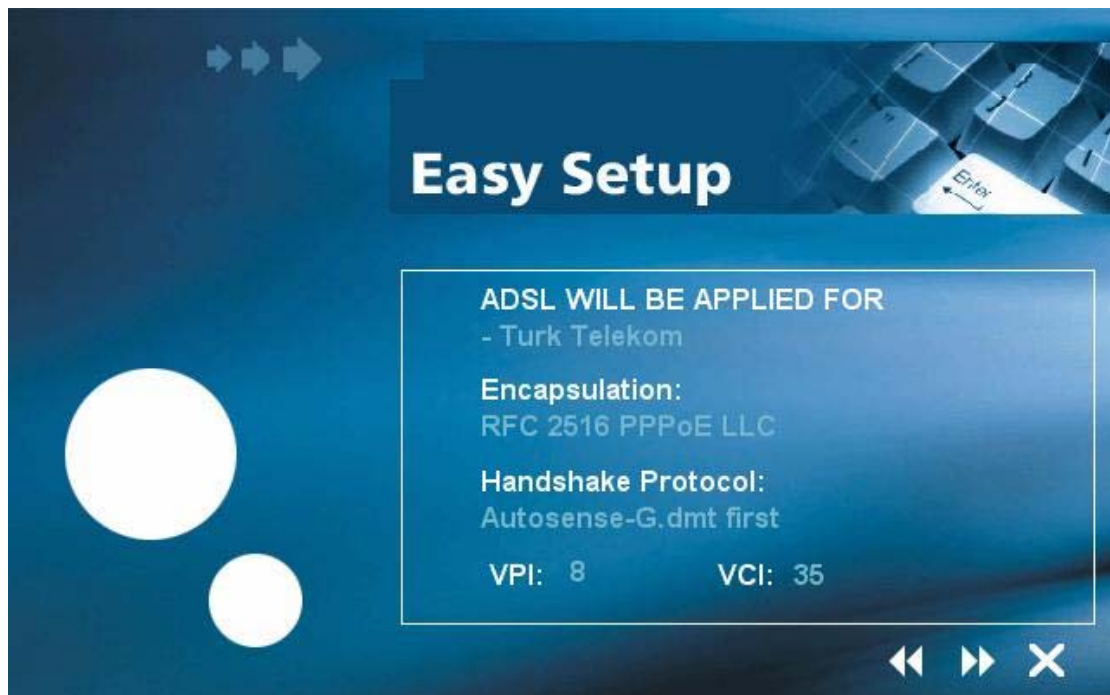 Easy Setup
Enter
ADSL WILL BE APPLIED FOR
- Turk Telekom
Encapsulation:
RFC 2516 PPPoE LLC
Handshake Protocol:
Autosense-G.dmt first
VPI: 8 VCI: 35